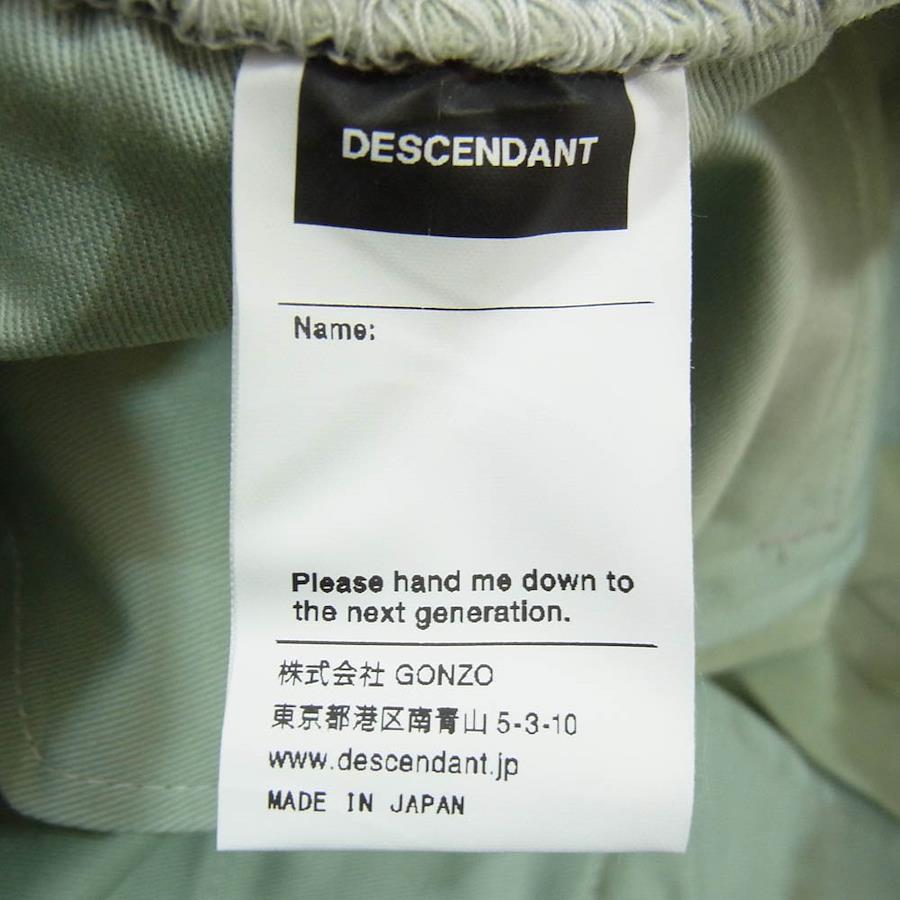 DESCENDANT
Name:
Please hand me down to
the next generation.
株式会社 GONZO
東京都港区南青山 5-3-10
www.descendant.jp
MADE IN JAPAN